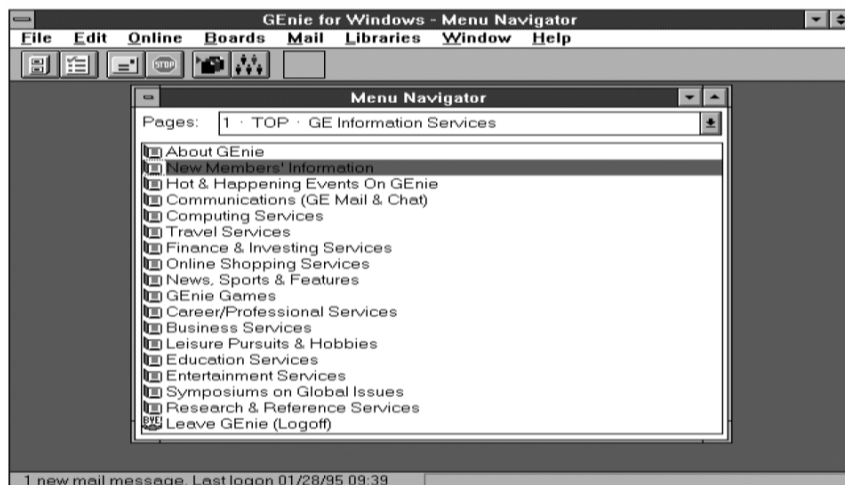 GEnie for Windows - Menu Navigator
File Edit Online Boards Mail Libraries Window Help
STOP
Menu Navigator
Pages: 1 · TOP · GE Information Services
About GEnie
New Members' Information
Hot & Happening Events On GEnie
Communications (GE Mail & Chat)
Computing Services
Travel Services
Finance & Investing Services
Online Shopping Services
News, Sports & Features
GEnie Games
Career/Professional Services
Business Services
Leisure Pursuits & Hobbies
Education Services
Entertainment Services
Symposiums on Global Issues
Research & Reference Services
BYE! Leave GEnie (Logoff)
1 new mail message. Last logon 01/28/95 09:39